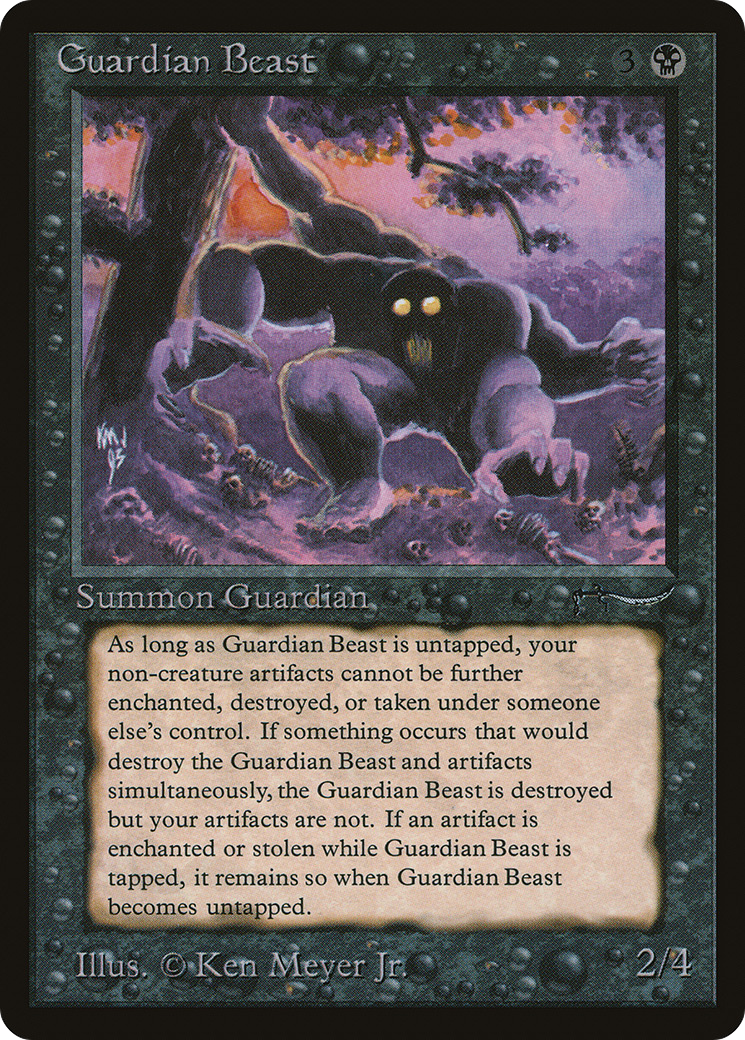 Guardian Beast 3
KMJ
93
Summon Guardian
As long as Guardian Beast is untapped, your
non-creature artifacts cannot be further
enchanted, destroyed, or taken under someone
else's control. If something occurs that would
destroy the Guardian Beast and artifacts
simultaneously, the Guardian Beast is destroyed
but your artifacts are not. If an artifact is
enchanted or stolen while Guardian Beast is
tapped, it remains so when Guardian Beast
becomes untapped.
Illus. © Ken Meyer Jr. 2/4